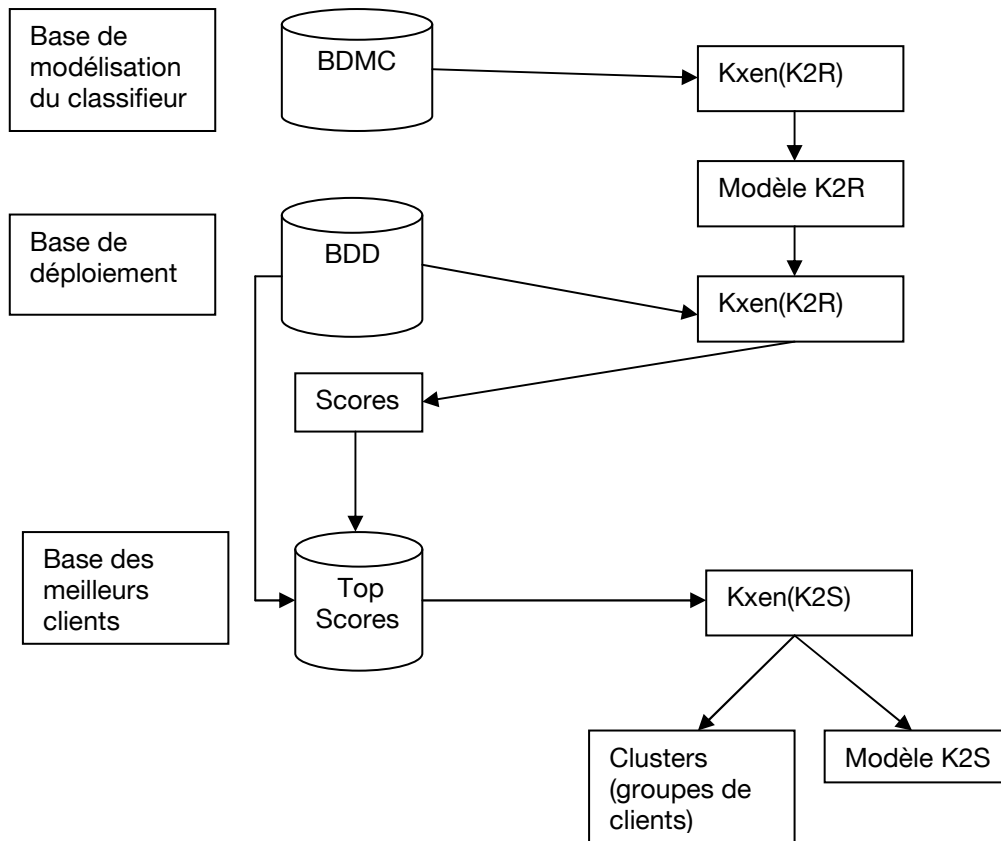 Base de
modélisation
du classifieur
BDMC
Kxen(K2R)
Modèle K2R
Base de
déploiement
BDD
Kxen(K2R)
Scores
Base des
meilleurs
clients
Top
Scores
Kxen(K2S)
Clusters
(groupes de
clients)
Modèle K2S